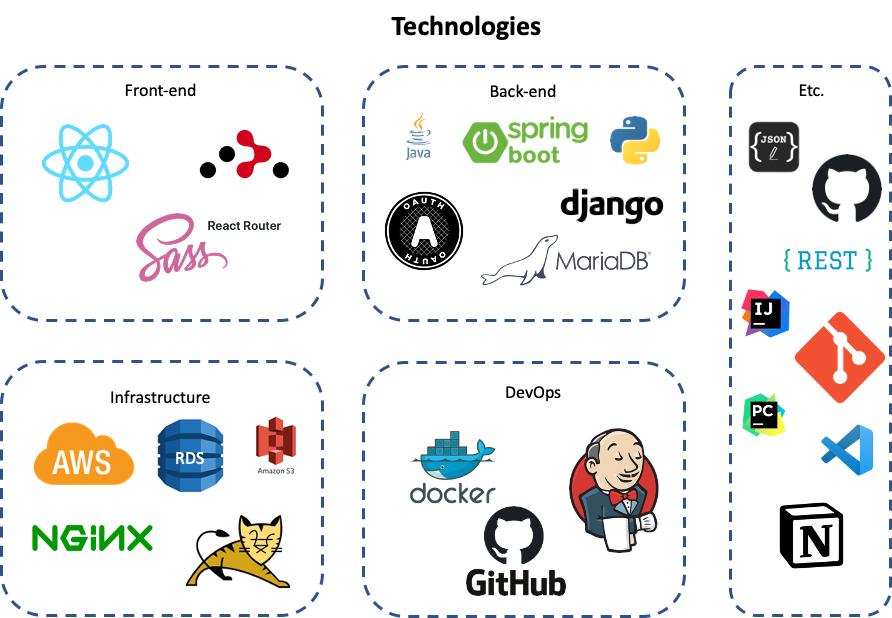 Technologies
Front-end
React Router
Sass
Back-end
Java
spring
boot
OAUTH
A
OAUTH
django
MariaDB
Etc.
JSON
{ REST }
IJ
PC
N
Infrastructure
AWS
RDS
Amazon S3
NGINX
DevOps
docker
GitHub